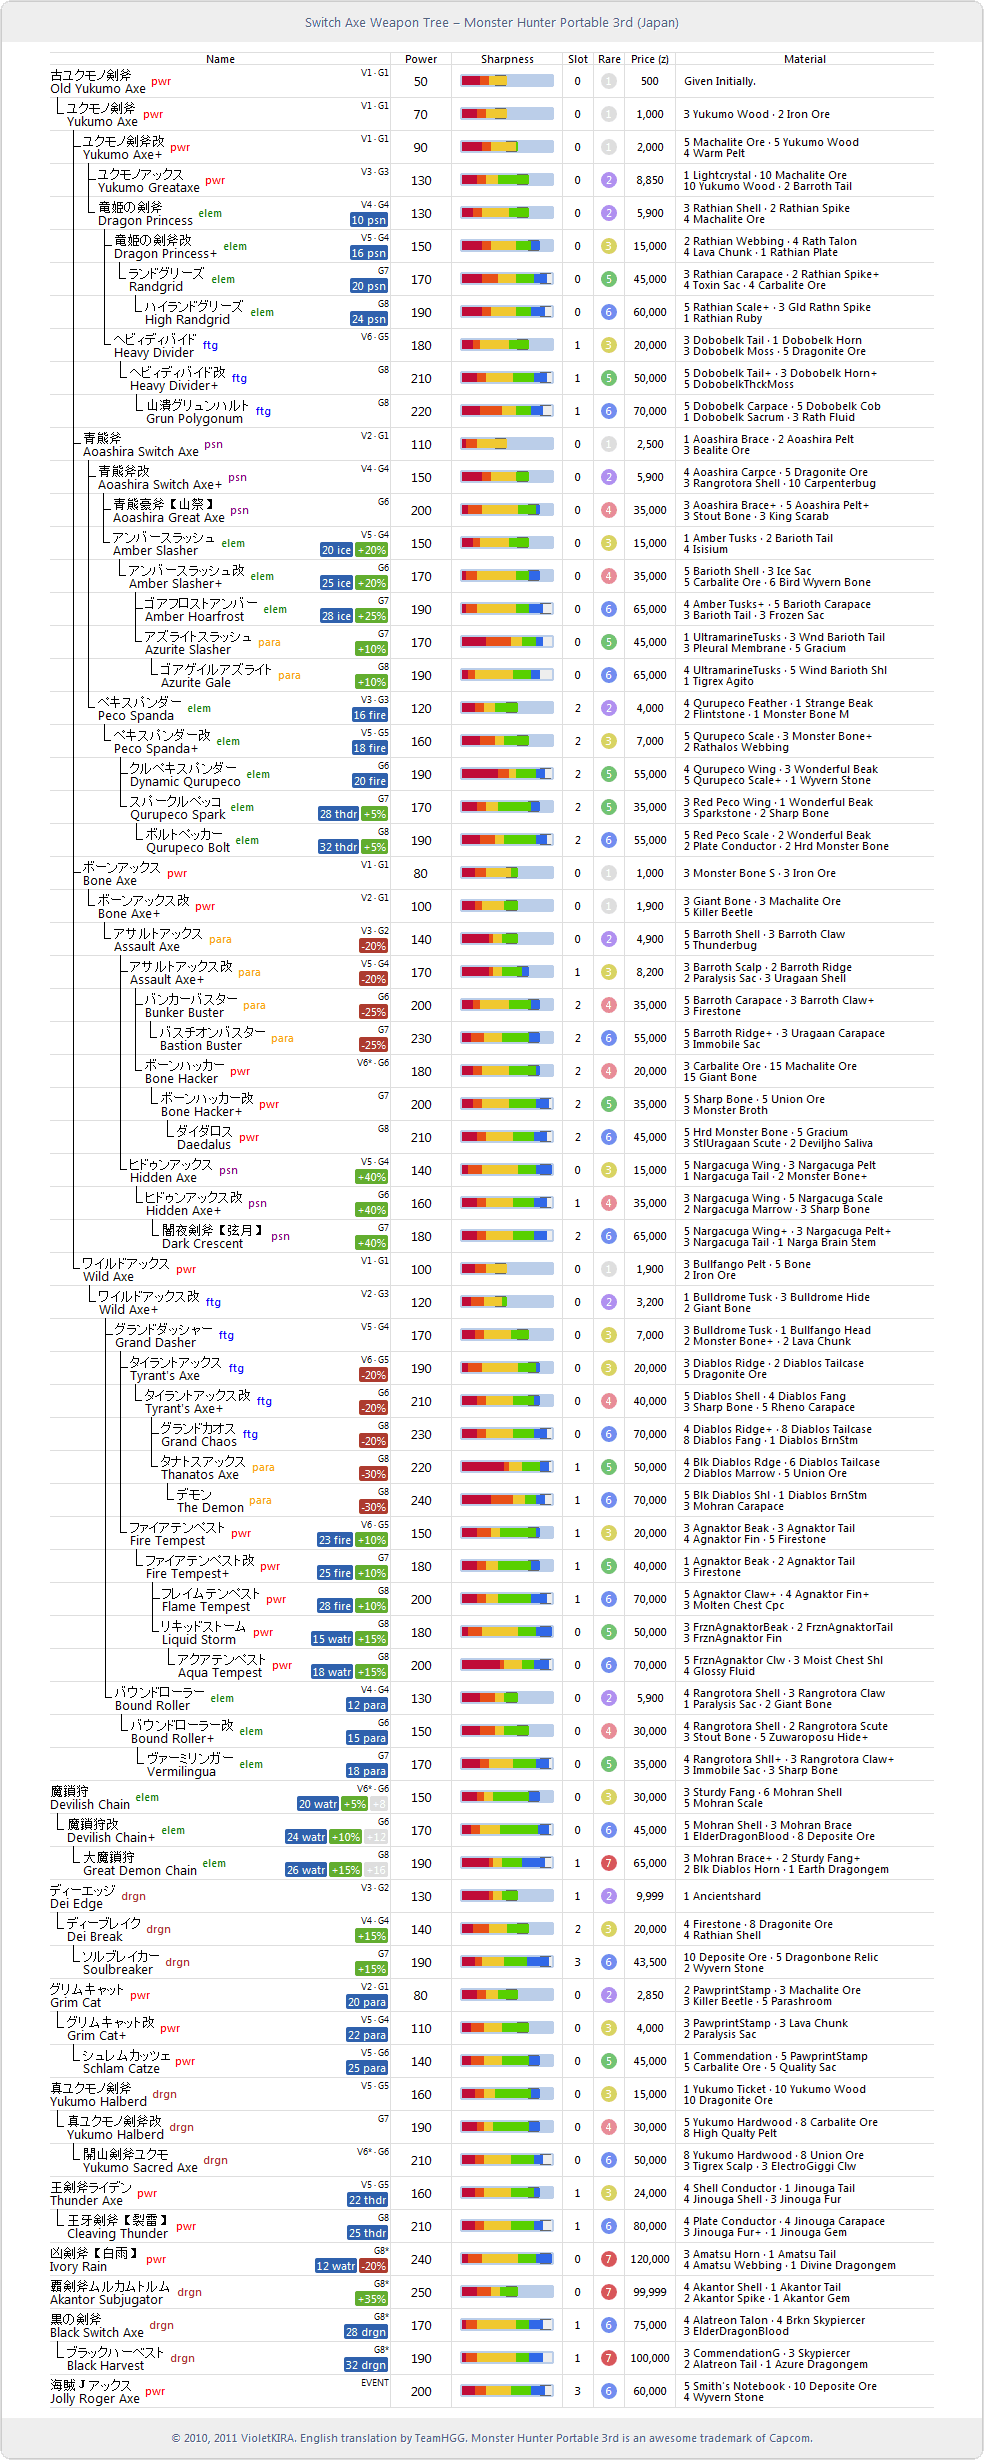 Switch Axe Weapon Tree – Monster Hunter Portable 3rd (Japan)
Name Power Sharpness Slot Rare Price (z) Material
古ユクモノ剣斧 pwr V1 · G1 50 0 1 500 Given Initially.
Old Yukumo Axe
ユクモノ剣斧 pwr V1 · G1 70 0 1 1,000 3 Yukumo Wood · 2 Iron Ore
Yukumo Axe
ユクモノ剣斧改 pwr V1 · G1 90 0 1 2,000 5 Machalite Ore · 5 Yukumo Wood
Yukumo Axe+ 4 Warm Pelt
ユクモノアックス pwr V3 · G3 130 0 2 8,850 1 Lightcrystal · 10 Machalite Ore
Yukumo Greataxe 10 Yukumo Wood · 2 Barroth Tail
竜姫の剣斧 elem V4 · G4 130 0 2 5,900 3 Rathian Shell · 2 Rathian Spike
Dragon Princess 10 psn 4 Machalite Ore
竜姫の剣斧改 elem V5 · G4 150 0 3 15,000 2 Rathian Webbing · 4 Rath Talon
Dragon Princess+ 16 psn 4 Lava Chunk · 1 Rathian Plate
ランドグリーズ elem G7 170 0 5 45,000 3 Rathian Carapace · 2 Rathian Spike+
Randgrid 20 psn 4 Toxin Sac · 4 Carbalite Ore
ハイランドグリーズ elem G8 190 0 6 60,000 5 Rathian Scale+ · 3 Gld Rathn Spike
High Randgrid 24 psn 1 Rathian Ruby
ヘビィディバイド ftg V6 · G5 180 1 3 20,000 3 Dobobelk Tail · 1 Dobobelk Horn
Heavy Divider 3 Dobobelk Moss · 5 Dragonite Ore
ヘビィディバイド改 ftg G8 210 1 5 50,000 5 Dobobelk Tail+ · 3 Dobobelk Horn+
Heavy Divider+ 5 DobobelkThckMoss
山潰グリュンハルト ftg G8 220 1 6 70,000 5 Dobobelk Carpace · 5 Dobobelk Cob
Grun Polygonum 1 Dobobelk Sacrum · 3 Rath Fluid
青熊斧 psn V2 · G1 110 0 1 2,500 1 Aoashira Brace · 2 Aoashira Pelt
Aoashira Switch Axe 3 Bealite Ore
青熊斧改 psn V4 · G4 150 0 2 5,900 4 Aoashira Carpce · 5 Dragonite Ore
Aoashira Switch Axe+ 3 Rangrotora Shell · 10 Carpenterbug
青熊豪斧【山祭】 psn G6 200 0 4 35,000 3 Aoashira Brace+ · 5 Aoashira Pelt+
Aoashira Great Axe 3 Stout Bone · 3 King Scarab
アンバースラッシュ elem V5 · G4 150 0 3 15,000 1 Amber Tusks · 2 Barioth Tail
Amber Slasher 20 ice +20% 4 Isisium
アンバースラッシュ改 elem G6 170 0 4 35,000 5 Barioth Shell · 3 Ice Sac
Amber Slasher+ 25 ice +20% 5 Carbalite Ore · 6 Bird Wyvern Bone
ゴアフロストアンバー elem G7 190 0 6 65,000 4 Amber Tusks+ · 5 Barioth Carapace
Amber Hoarfrost 28 ice +25% 3 Barioth Tail · 3 Frozen Sac
アズライトスラッシュ para G7 170 0 5 45,000 1 UltramarineTusks · 3 Wnd Barioth Tail
Azurite Slasher +10% 3 Pleural Membrane · 5 Gracium
ゴアゲイルアズライト para G8 190 0 6 65,000 4 UltramarineTusks · 5 Wind Barioth Shl
Azurite Gale +10% 1 Tigrex Agito
ペキスパンダー elem V3 · G3 120 2 2 4,000 4 Qurupeco Feather · 1 Strange Beak
Peco Spanda 16 fire 2 Flintstone · 1 Monster Bone M
ペキスパンダー改 elem V5 · G5 160 2 3 7,000 5 Qurupeco Scale · 3 Monster Bone+
Peco Spanda+ 18 fire 2 Rathalos Webbing
クルペキスパンダー elem G6 190 2 5 55,000 4 Qurupeco Wing · 3 Wonderful Beak
Dynamic Qurupeco 20 fire 5 Qurupeco Scale+ · 1 Wyvern Stone
スパークルペッコ elem G7 170 2 5 35,000 3 Red Peco Wing · 1 Wonderful Beak
Qurupeco Spark 28 thdr +5% 3 Sparkstone · 2 Sharp Bone
ボルトペッカー elem G8 190 2 6 55,000 5 Red Peco Scale · 2 Wonderful Beak
Qurupeco Bolt 32 thdr +5% 2 Plate Conductor · 2 Hrd Monster Bone
ボーンアックス pwr V1 · G1 80 0 1 1,000 3 Monster Bone S · 3 Iron Ore
Bone Axe
ボーンアックス改 pwr V2 · G1 100 0 1 1,900 3 Giant Bone · 3 Machalite Ore
Bone Axe+ 5 Killer Beetle
アサルトアックス para V3 · G2 140 0 2 4,900 5 Barroth Shell · 3 Barroth Claw
Assault Axe -20% 5 Thunderbug
アサルトアックス改 para V5 · G4 170 1 3 8,200 3 Barroth Scalp · 2 Barroth Ridge
Assault Axe+ -20% 2 Paralysis Sac · 3 Uragaan Shell
バンカーバスター para G6 200 2 4 35,000 5 Barroth Carapace · 3 Barroth Claw+
Bunker Buster -25% 3 Firestone
バスチオンバスター para G7 230 2 6 55,000 5 Barroth Ridge+ · 3 Uragaan Carapace
Bastion Buster -25% 3 Immobile Sac
ボーンハッカー pwr V6* · G6 180 2 4 20,000 3 Carbalite Ore · 15 Machalite Ore
Bone Hacker 15 Giant Bone
ボーンハッカー改 pwr G7 200 2 5 35,000 5 Sharp Bone · 5 Union Ore
Bone Hacker+ 3 Monster Broth
ダイダロス pwr G8 210 2 6 45,000 5 Hrd Monster Bone · 5 Gracium
Daedalus 3 StlUragaan Scute · 2 Deviljho Saliva
ヒドゥンアックス psn V5 · G4 140 0 3 15,000 5 Nargacuga Wing · 3 Nargacuga Pelt
Hidden Axe +40% 1 Nargacuga Tail · 2 Monster Bone+
ヒドゥンアックス改 psn G6 160 1 4 35,000 3 Nargacuga Wing · 5 Nargacuga Scale
Hidden Axe+ +40% 2 Nargacuga Marrow · 3 Sharp Bone
闇夜剣斧【弦月】 psn G7 180 2 6 65,000 5 Nargacuga Wing+ · 3 Nargacuga Pelt+
Dark Crescent +40% 3 Nargacuga Tail · 1 Narga Brain Stem
ワイルドアックス pwr V1 · G1 100 0 1 1,900 3 Bullfango Pelt · 5 Bone
Wild Axe 2 Iron Ore
ワイルドアックス改 ftg V2 · G3 120 0 2 3,200 1 Bulldrome Tusk · 3 Bulldrome Hide
Wild Axe+ 2 Giant Bone
グランドダッシャー ftg V5 · G4 170 0 3 7,000 3 Bulldrome Tusk · 1 Bullfango Head
Grand Dasher 2 Monster Bone+ · 2 Lava Chunk
タイラントアックス ftg V6 · G5 190 0 3 20,000 3 Diablos Ridge · 2 Diablos Tailcase
Tyrant's Axe -20% 5 Dragonite Ore
タイラントアックス改 ftg G6 210 0 4 40,000 5 Diablos Shell · 4 Diablos Fang
Tyrant's Axe+ -20% 3 Sharp Bone · 5 Rheno Carapace
グランドカオス ftg G8 230 0 6 70,000 4 Diablos Ridge+ · 8 Diablos Tailcase
Grand Chaos -20% 8 Diablos Fang · 1 Diablos BrnStm
タナトスアックス para G8 220 1 5 50,000 4 Blk Diablos Rdge · 6 Diablos Tailcase
Thanatos Axe -30% 2 Diablos Marrow · 5 Union Ore
デモン para G8 240 1 6 70,000 5 Blk Diablos Shl · 1 Diablos BrnStm
The Demon -30% 3 Mohran Carapace
ファイアテンペスト pwr V6 · G5 150 1 3 20,000 3 Agnaktor Beak · 3 Agnaktor Tail
Fire Tempest 23 fire +10% 4 Agnaktor Fin · 5 Firestone
ファイアテンペスト改 pwr G7 180 1 5 40,000 1 Agnaktor Beak · 2 Agnaktor Tail
Fire Tempest+ 25 fire +10% 3 Firestone
フレイムテンペスト pwr G8 200 1 6 70,000 5 Agnaktor Claw+ · 4 Agnaktor Fin+
Flame Tempest 28 fire +10% 3 Molten Chest Cpc
リキッドストーム pwr G8 180 0 5 50,000 3 FrznAgnaktorBeak · 2 FrznAgnaktorTail
Liquid Storm 15 watr +15% 3 FrznAgnaktor Fin
アクアテンペスト pwr G8 200 0 6 70,000 5 FrznAgnaktor Clw · 3 Moist Chest Shl
Aqua Tempest 18 watr +15% 4 Glossy Fluid
バウンドローラー elem V4 · G4 130 0 2 5,900 4 Rangrotora Shell · 3 Rangrotora Claw
Bound Roller 12 para 1 Paralysis Sac · 2 Giant Bone
バウンドローラー改 elem G6 150 0 4 30,000 4 Rangrotora Shell · 2 Rangrotora Scute
Bound Roller+ 15 para 3 Stout Bone · 5 Zuwaroposu Hide+
ヴァーミリンガー elem G7 170 0 5 35,000 4 Rangrotora Shll+ · 3 Rangrotora Claw+
Vermilingua 18 para 3 Immobile Sac · 3 Sharp Bone
魔鎖狩 elem V6* · G6 150 0 3 30,000 3 Sturdy Fang · 6 Mohran Shell
Devilish Chain 20 watr +5% +8 5 Mohran Scale
魔鎖狩改 elem G6 170 0 6 45,000 5 Mohran Shell · 3 Mohran Brace
Devilish Chain+ 24 watr +10% +12 1 ElderDragonBlood · 8 Deposite Ore
大魔鎖狩 elem G8 190 1 7 65,000 3 Mohran Brace+ · 2 Sturdy Fang+
Great Demon Chain 26 watr +15% +16 2 Blk Diablos Horn · 1 Earth Dragongem
ディーエッジ drgn V3 · G2 130 1 2 9,999 1 Ancientshard
Dei Edge
ディーブレイク drgn V4 · G4 140 2 3 20,000 4 Firestone · 8 Dragonite Ore
Dei Break +15% 4 Rathian Shell
ソルブレイカー drgn G7 190 3 6 43,500 10 Deposite Ore · 5 Dragonbone Relic
Soulbreaker +15% 2 Wyvern Stone
グリムキャット pwr V2 · G1 80 0 2 2,850 2 PawprintStamp · 3 Machalite Ore
Grim Cat 20 para 3 Killer Beetle · 5 Parashroom
グリムキャット改 pwr V5 · G4 110 0 3 4,000 3 PawprintStamp · 3 Lava Chunk
Grim Cat+ 22 para 2 Paralysis Sac
シュレムカッツェ pwr V5 · G6 140 0 5 45,000 1 Commendation · 5 PawprintStamp
Schlam Catze 25 para 5 Carbalite Ore · 5 Quality Sac
真ユクモノ剣斧 drgn V5 · G5 160 0 3 15,000 1 Yukumo Ticket · 10 Yukumo Wood
Yukumo Halberd 10 Dragonite Ore
真ユクモノ剣斧改 drgn G7 190 0 4 30,000 5 Yukumo Hardwood · 8 Carbalite Ore
Yukumo Halberd 8 High Qualty Pelt
開山剣斧ユクモ drgn V6* · G6 210 0 6 50,000 8 Yukumo Hardwood · 8 Union Ore
Yukumo Sacred Axe 3 Tigrex Scalp · 3 ElectroGiggi Clw
王剣斧ライデン pwr V5 · G5 160 1 3 24,000 4 Shell Conductor · 1 Jinouga Tail
Thunder Axe 22 thdr 4 Jinouga Shell · 3 Jinouga Fur
王牙剣斧【裂雷】 pwr G8 210 1 6 80,000 4 Plate Conductor · 4 Jinouga Carapace
Cleaving Thunder 25 thdr 3 Jinouga Fur+ · 1 Jinouga Gem
凶剣斧【白雨】 pwr G8* 240 0 7 120,000 3 Amatsu Horn · 1 Amatsu Tail
Ivory Rain 12 watr -20% 4 Amatsu Webbing · 1 Divine Dragongem
覇剣斧ムルカムトルム drgn G8* 250 0 7 99,999 4 Akantor Shell · 1 Akantor Tail
Akantor Subjugator +35% 2 Akantor Spike · 1 Akantor Gem
黒の剣斧 drgn G8* 170 1 6 75,000 4 Alatreon Talon · 4 Brkn Skypiercer
Black Switch Axe 28 drgn 3 ElderDragonBlood
ブラックハーベスト drgn G8* 190 1 7 100,000 3 CommendationG · 3 Skypiercer
Black Harvest 32 drgn 2 Alatreon Tail · 1 Azure Dragongem
海賊Jアックス pwr EVENT 200 3 6 60,000 5 Smith's Notebook · 10 Deposite Ore
Jolly Roger Axe 4 Wyvern Stone
© 2010, 2011 VioletKIRA. English translation by TeamHGG. Monster Hunter Portable 3rd is an awesome trademark of Capcom.